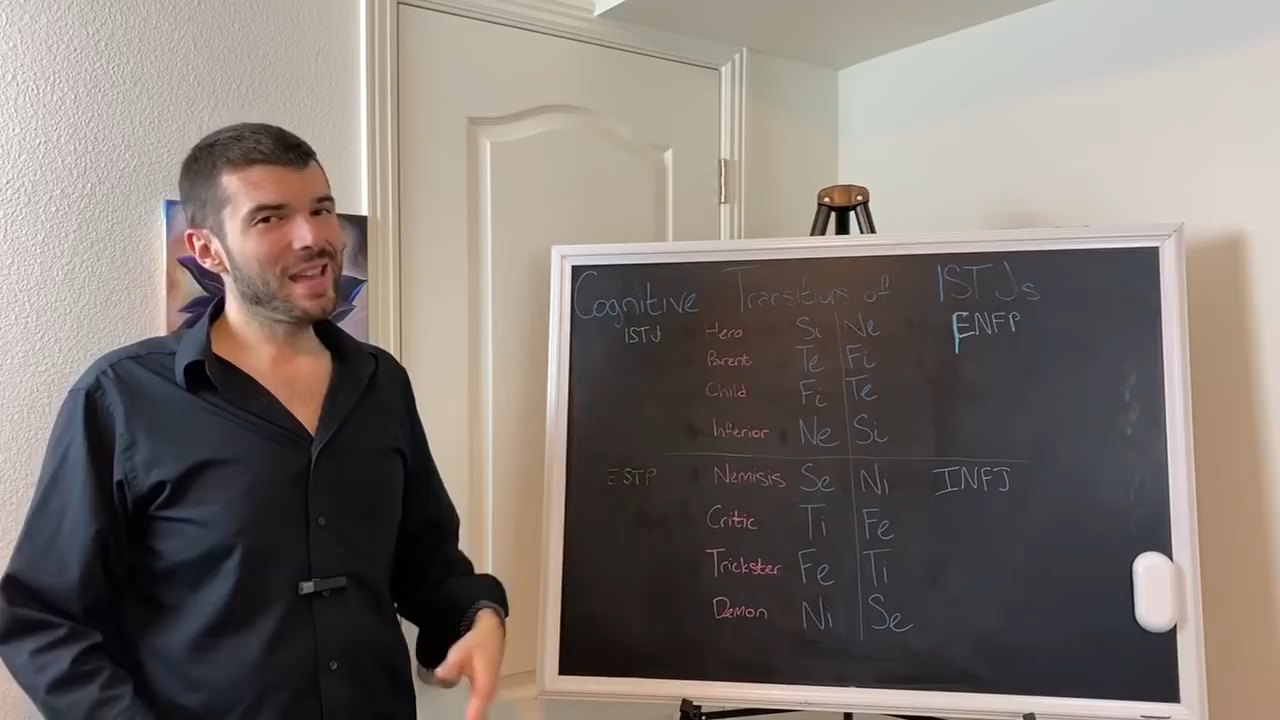 Cognitive Transitions of ISTJs
ISTJ Hero Si Ne ENFP
Parent Te Fi
Child Fi Te
Inferior Ne Si
ESTP Nemisis Se Ni INFJ
Critic Ti Fe
Trickster Fe Ti
Demon Ni Se